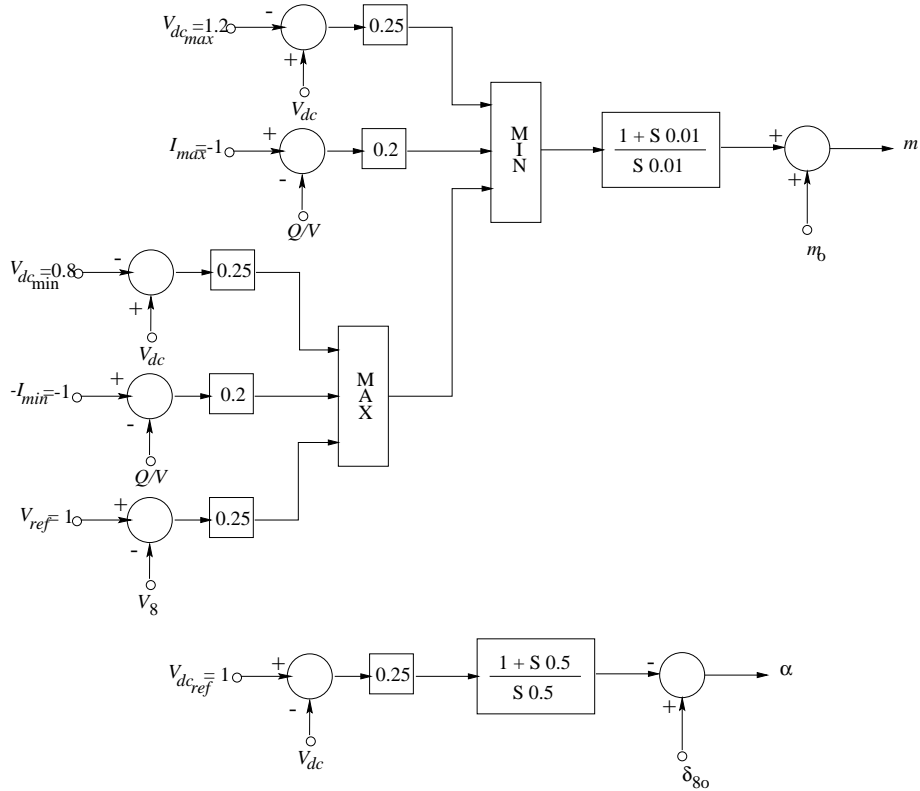 V_dc_max=1.2
-
0.25
+
V_dc
I_max=-1
+
0.2
-
Q/V
M
I
N
1 + S 0.01
S 0.01
+
m
+
m_o
V_dc_min=0.8
-
0.25
+
V_dc
-I_min=-1
+
0.2
-
Q/V
M
A
X
V_ref= 1
+
0.25
-
V_8
V_dc_ref= 1
+
0.25
-
V_dc
1 + S 0.5
S 0.5
-
α
+
δ_8o